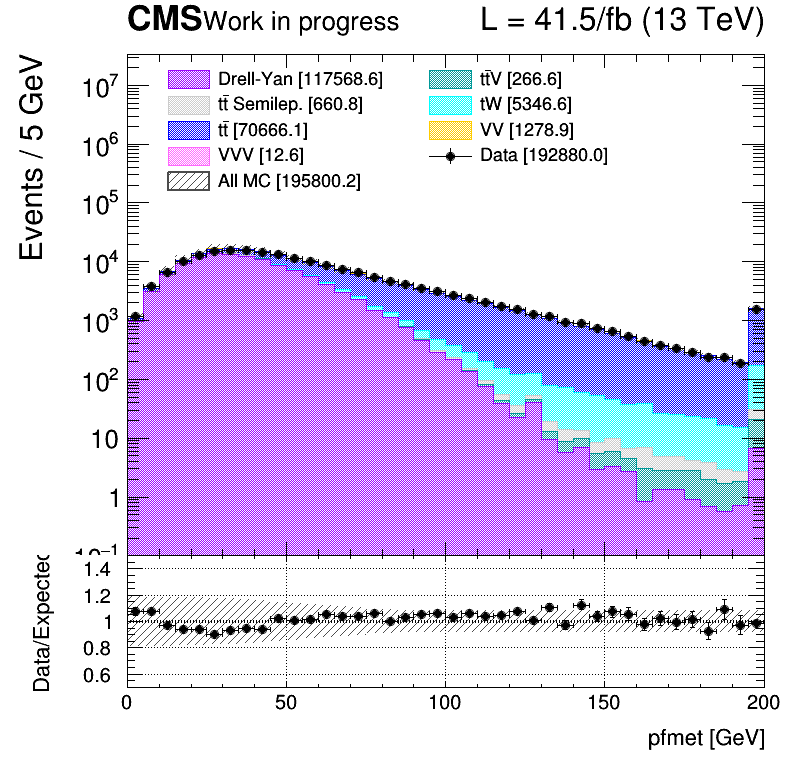 CMS Work in progress L = 41.5/fb (13 TeV)
Events / 5 GeV
Drell-Yan [117568.6]
tt̄ Semilep. [660.8]
tt̄ [70666.1]
VVV [12.6]
All MC [195800.2]
tt̄V [266.6]
tW [5346.6]
VV [1278.9]
Data [192880.0]
10⁷
10⁶
10⁵
10⁴
10³
10²
10
1
10⁻¹
Data/Expected
1.4
1.2
1
0.8
0.6
0 50 100 150 200
pfmet [GeV]